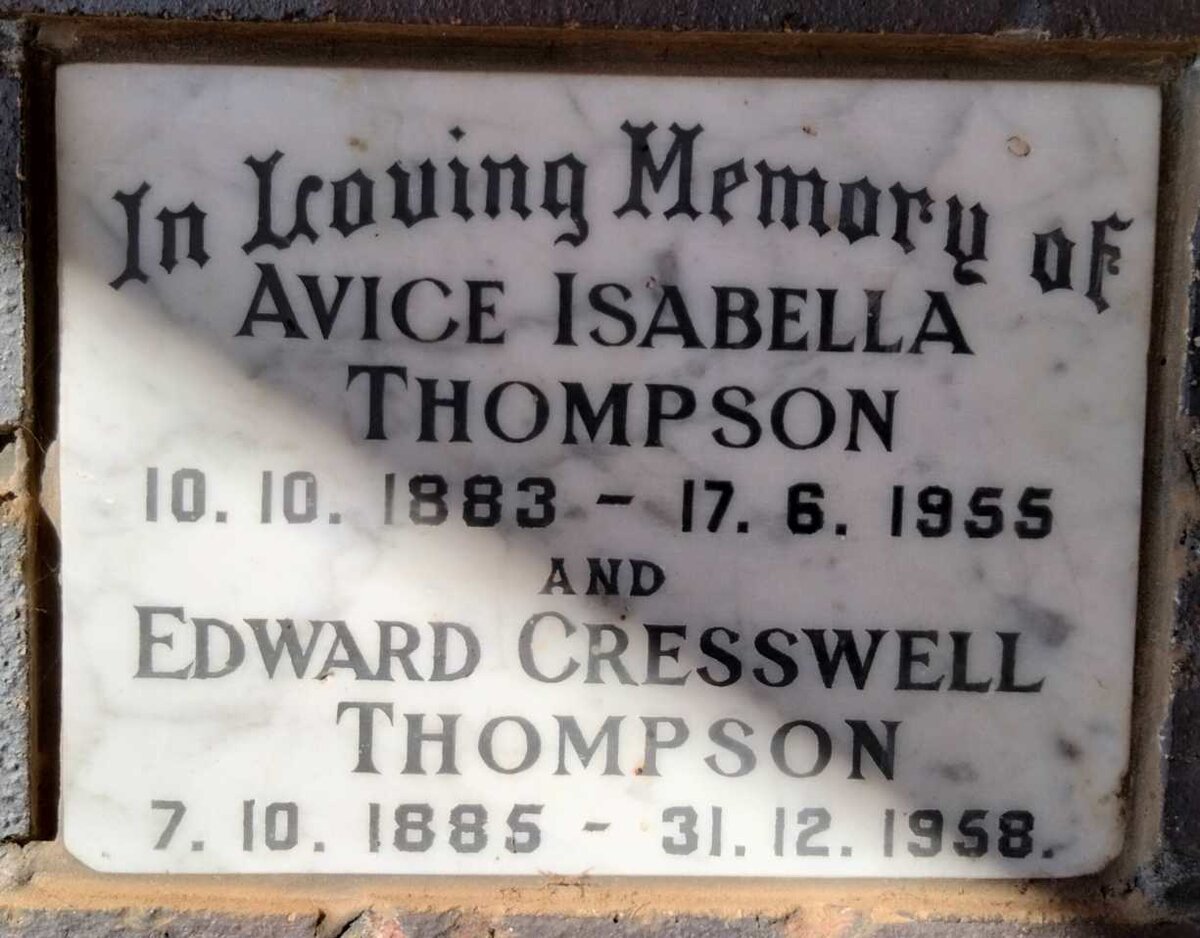 In Loving Memory of
AVICE ISABELLA
THOMPSON
10. 10. 1883 - 17. 6. 1955
AND
EDWARD CRESSWELL
THOMPSON
7. 10. 1885 - 31. 12. 1958.